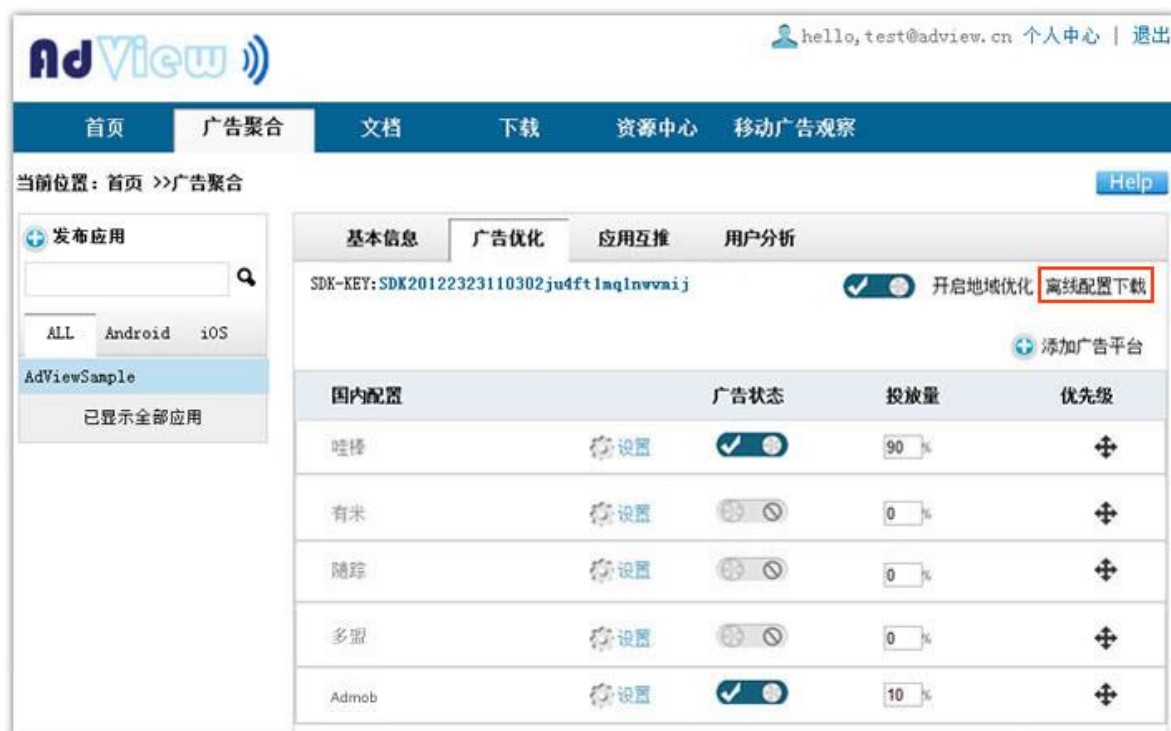 AdView
hello,test@adview.cn 个人中心 | 退出
首页 广告聚合 文档 下载 资源中心 移动广告观察
当前位置：首页 >>广告聚合
Help
发布应用
ALL Android iOS
AdViewSample
已显示全部应用
基本信息 广告优化 应用互推 用户分析
SDK-KEY:SDK20122323110302ju4ft1mq1nwvmij
开启地域优化 离线配置下载
添加广告平台
国内配置 广告状态 投放量 优先级
哇棒 设置 90 %
有米 设置 0 %
随踪 设置 0 %
多盟 设置 0 %
Admob 设置 10 %